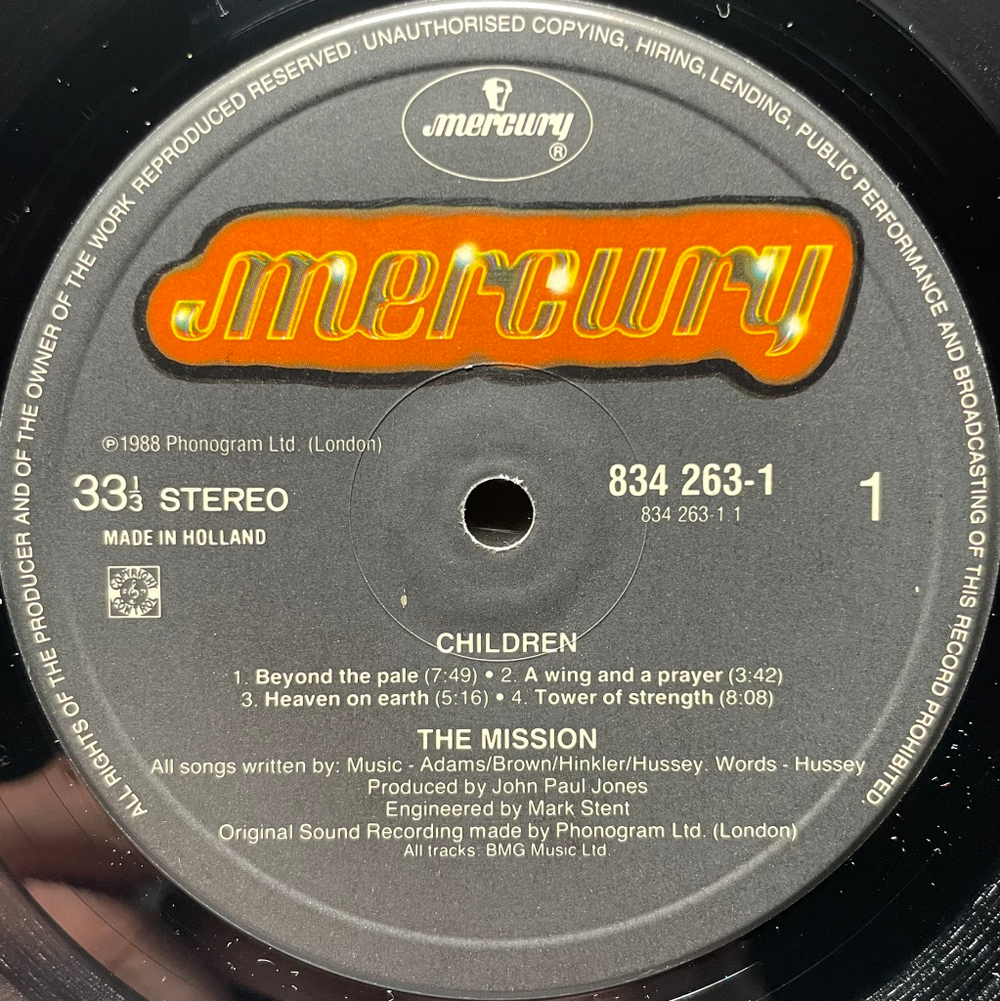 ALL RIGHTS OF THE PRODUCER AND OF THE OWNER OF THE WORK REPRODUCED RESERVED. UNAUTHORISED COPYING, HIRING, LENDING, PUBLIC PERFORMANCE AND BROADCASTING OF THIS RECORD PROHIBITED.
mercury
®
mercury
℗1988 Phonogram Ltd. (London)
33⅓ STEREO
MADE IN HOLLAND
COPYRIGHT
CONTROL
834 263-1
834 263-1.1
1
CHILDREN
1. Beyond the pale (7:49) • 2. A wing and a prayer (3:42)
3. Heaven on earth (5:16) • 4. Tower of strength (8:08)
THE MISSION
All songs written by: Music - Adams/Brown/Hinkler/Hussey. Words - Hussey
Produced by John Paul Jones
Engineered by Mark Stent
Original Sound Recording made by Phonogram Ltd. (London)
All tracks: BMG Music Ltd.